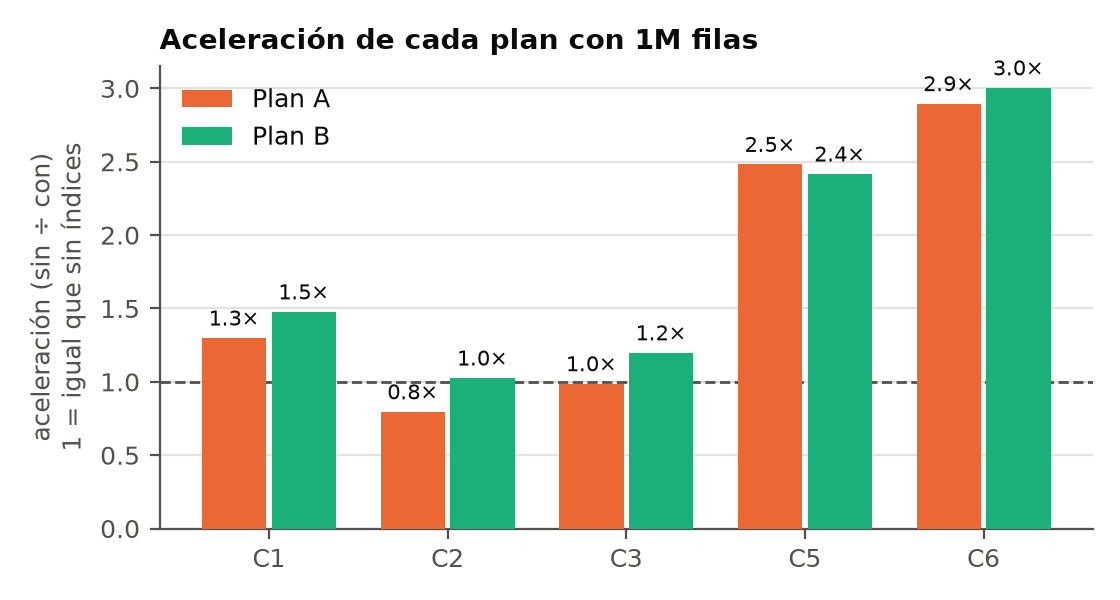 Aceleración de cada plan con 1M filas
aceleración (sin ÷ con)
1 = igual que sin índices
3.0
2.5
2.0
1.5
1.0
0.5
0.0
Plan A
Plan B
1.3×
1.5×
0.8×
1.0×
1.0×
1.2×
2.5×
2.4×
2.9×
3.0×
C1
C2
C3
C5
C6